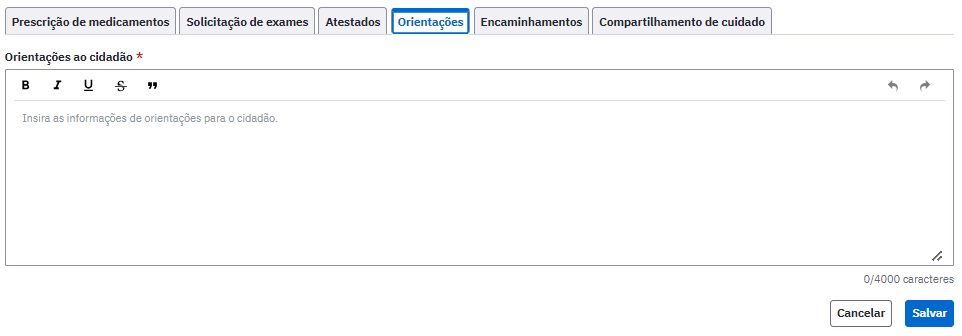 Prescrição de medicamentos Solicitação de exames Atestados Orientações Encaminhamentos Compartilhamento de cuidado
Orientações ao cidadão *
B I U S ❞
Insira as informações de orientações para o cidadão.
0/4000 caracteres
Cancelar Salvar